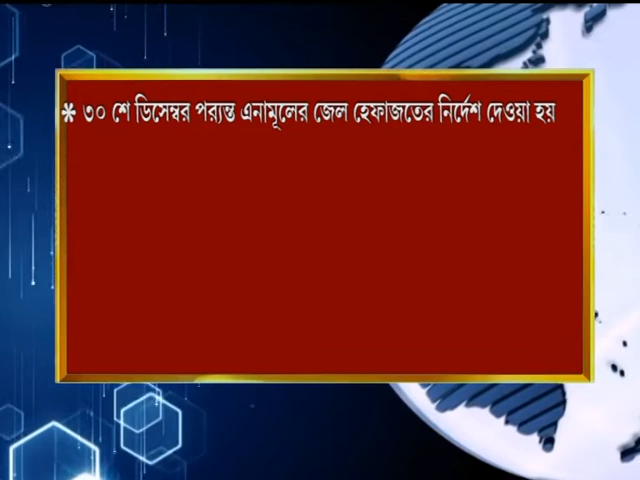 * ৩০ শে ডিসেম্বর পর‍্যন্ত এনামূলের জেল হেফাজতের নির্দেশ দেওয়া হয়